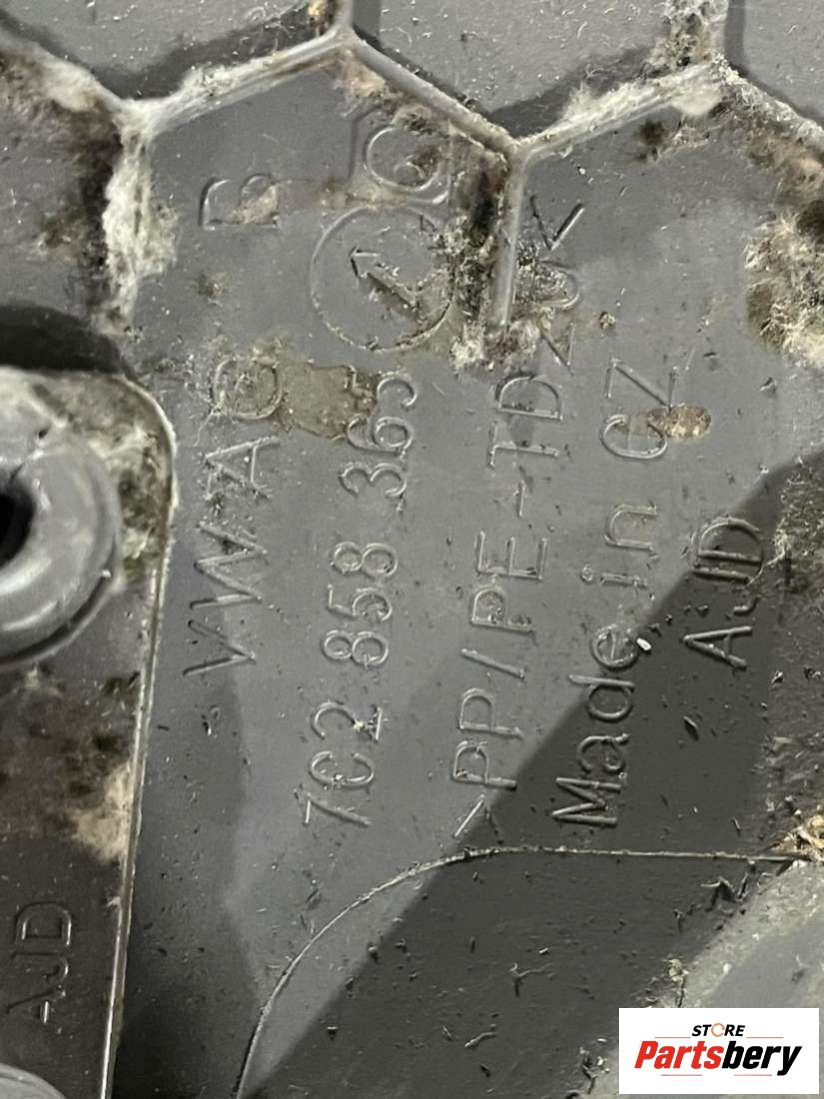 VWAG B
7C2 858 365
>PP/PE-TD20<
Made in CZ
AJD
AJD
STORE
Partsbery